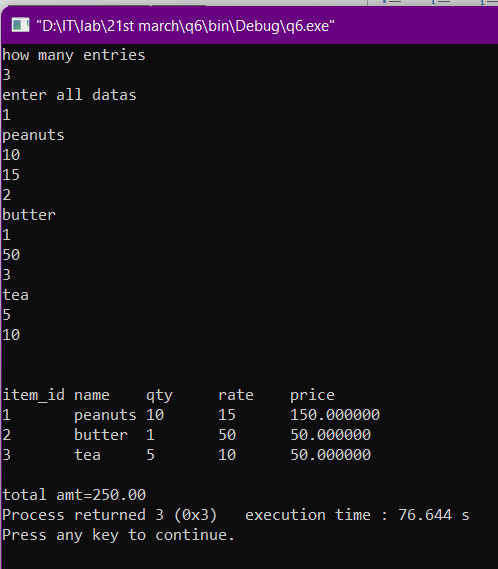 "D:\IT\lab\21st march\q6\bin\Debug\q6.exe"
how many entries
3
enter all datas
1
peanuts
10
15
2
butter
1
50
3
tea
5
10
item_id name    qty     rate    price
1       peanuts 10      15      150.000000
2       butter  1       50      50.000000
3       tea     5       10      50.000000
total amt=250.00
Process returned 3 (0x3)   execution time : 76.644 s
Press any key to continue.